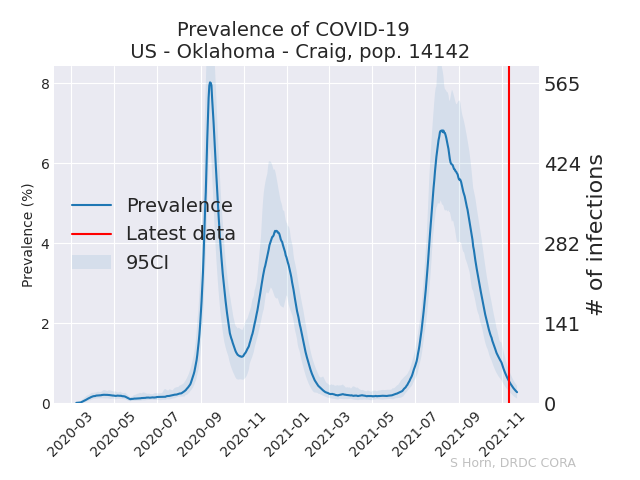 Prevalence of COVID-19
US - Oklahoma - Craig, pop. 14142
Prevalence (%)
8
6
4
2
0
Prevalence
Latest data
95CI
565
424
282
141
0
# of infections
2020-03
2020-05
2020-07
2020-09
2020-11
2021-01
2021-03
2021-05
2021-07
2021-09
2021-11
S Horn, DRDC CORA